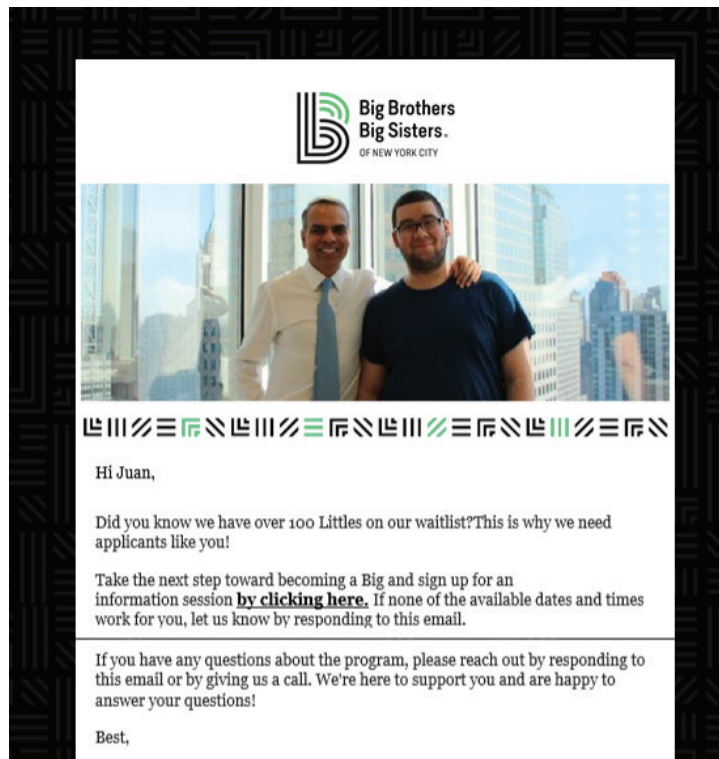 Big Brothers
Big Sisters.
OF NEW YORK CITY
Hi Juan,
Did you know we have over 100 Littles on our waitlist?This is why we need
applicants like you!
Take the next step toward becoming a Big and sign up for an
information session by clicking here. If none of the available dates and times
work for you, let us know by responding to this email.
If you have any questions about the program, please reach out by responding to
this email or by giving us a call. We're here to support you and are happy to
answer your questions!
Best,